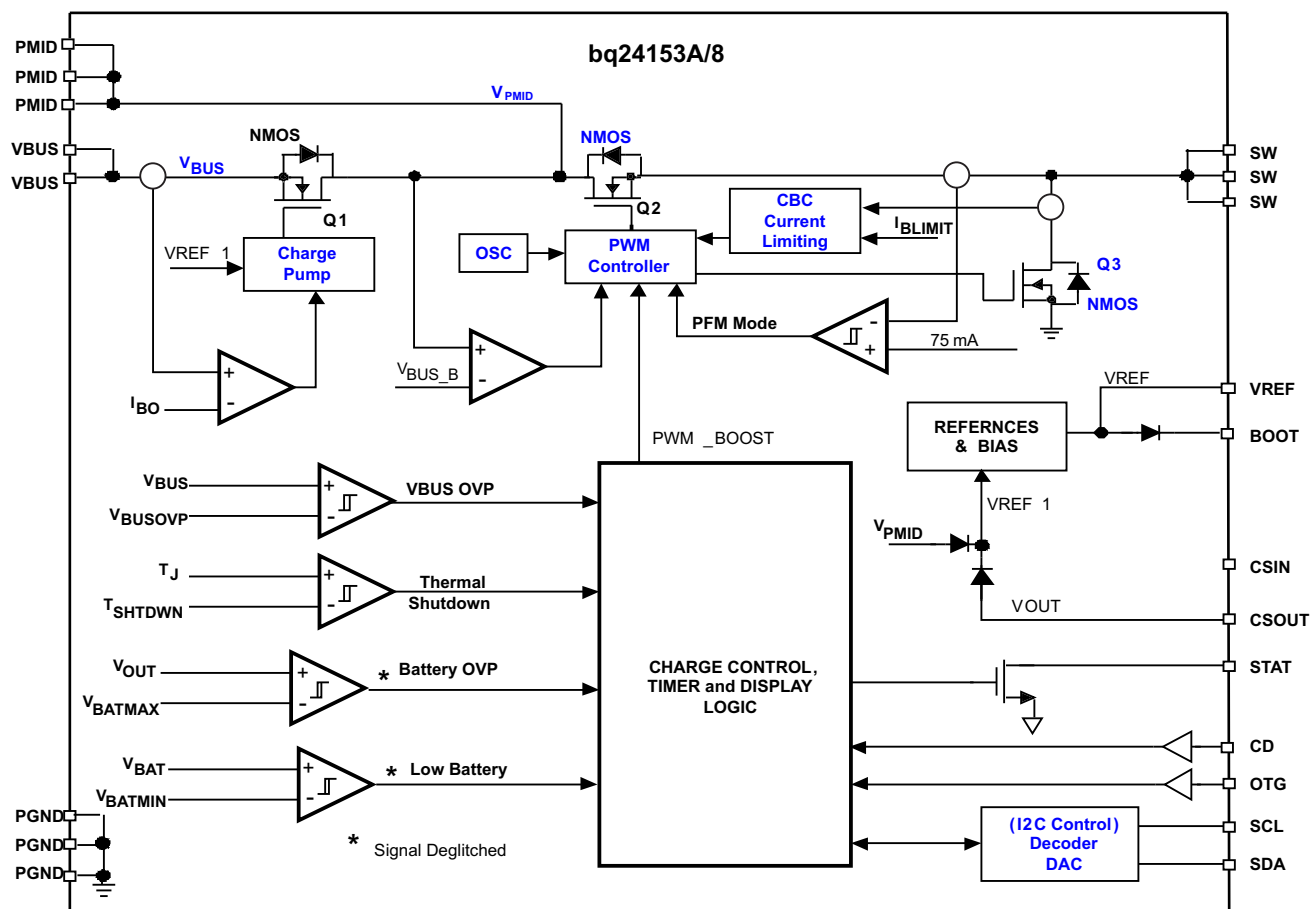 bq24153A/8
PMID
PMID
PMID
VPMID
VBUS
VBUS
VBUS
NMOS
Q1
NMOS
Q2
SW
SW
SW
CBC
Current
Limiting
IBLIMIT
VREF 1
Charge
Pump
OSC
PWM
Controller
Q3
NMOS
PFM Mode
-
+
75 mA
+
-
IBO
+
-
VBUS_B
VREF
VREF
BOOT
REFERNCES
& BIAS
PWM _BOOST
VREF 1
VPMID
VBUS
VBUSOVP
+
-
VBUS OVP
TJ
TSHTDWN
+
-
Thermal
Shutdown
CSIN
VOUT
CSOUT
VOUT
VBATMAX
+
-
* Battery OVP
CHARGE CONTROL,
TIMER and DISPLAY
LOGIC
STAT
VBAT
VBATMIN
+
-
* Low Battery
CD
OTG
PGND
PGND
PGND
* Signal Deglitched
(I2C Control)
Decoder
DAC
SCL
SDA